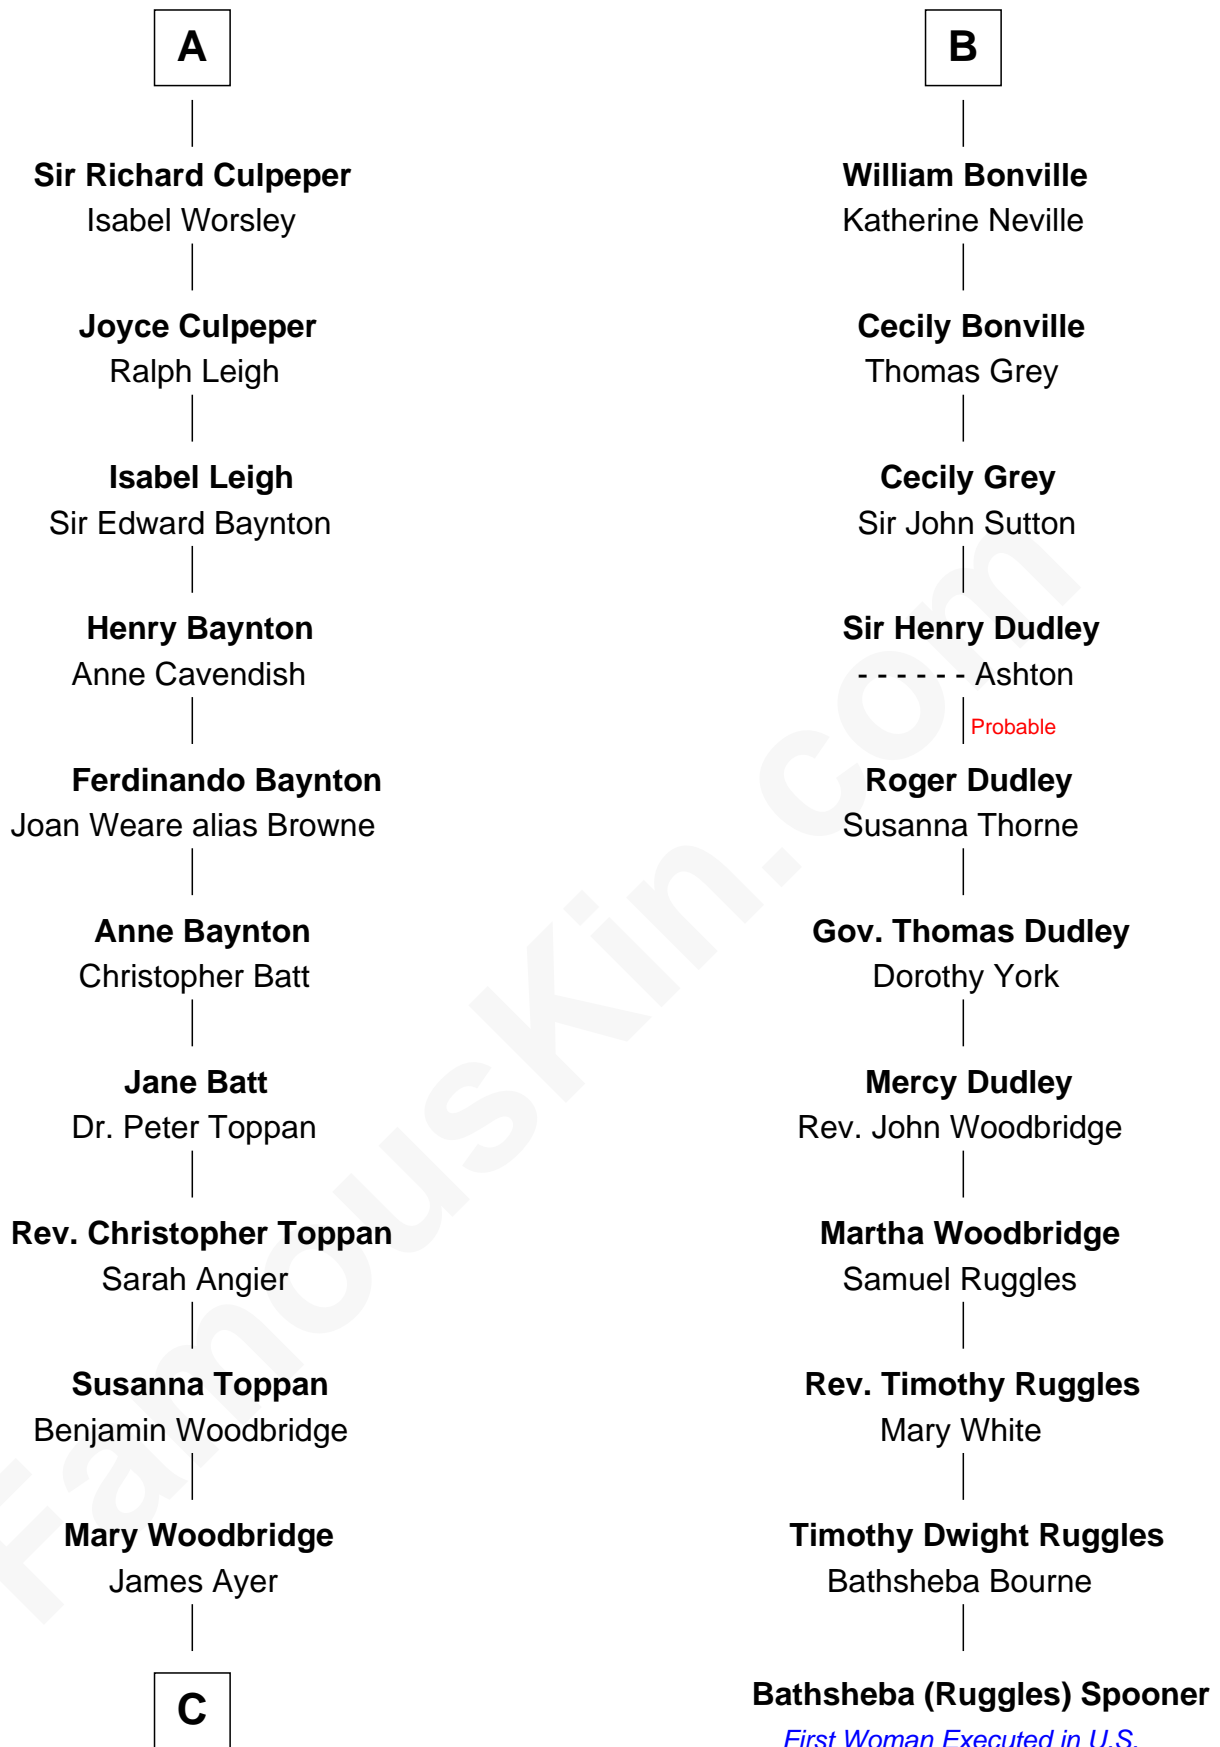 A
Sir Richard Culpeper
Isabel Worsley
Joyce Culpeper
Ralph Leigh
Isabel Leigh
Sir Edward Baynton
Henry Baynton
Anne Cavendish
Ferdinando Baynton
Joan Weare alias Browne
Anne Baynton
Christopher Batt
Jane Batt
Dr. Peter Toppan
Rev. Christopher Toppan
Sarah Angier
Susanna Toppan
Benjamin Woodbridge
Mary Woodbridge
James Ayer
C
B
William Bonville
Katherine Neville
Cecily Bonville
Thomas Grey
Cecily Grey
Sir John Sutton
Sir Henry Dudley
- - - - - - Ashton
Probable
Roger Dudley
Susanna Thorne
Gov. Thomas Dudley
Dorothy York
Mercy Dudley
Rev. John Woodbridge
Martha Woodbridge
Samuel Ruggles
Rev. Timothy Ruggles
Mary White
Timothy Dwight Ruggles
Bathsheba Bourne
Bathsheba (Ruggles) Spooner
First Woman Executed in U.S.
FamousKin.com